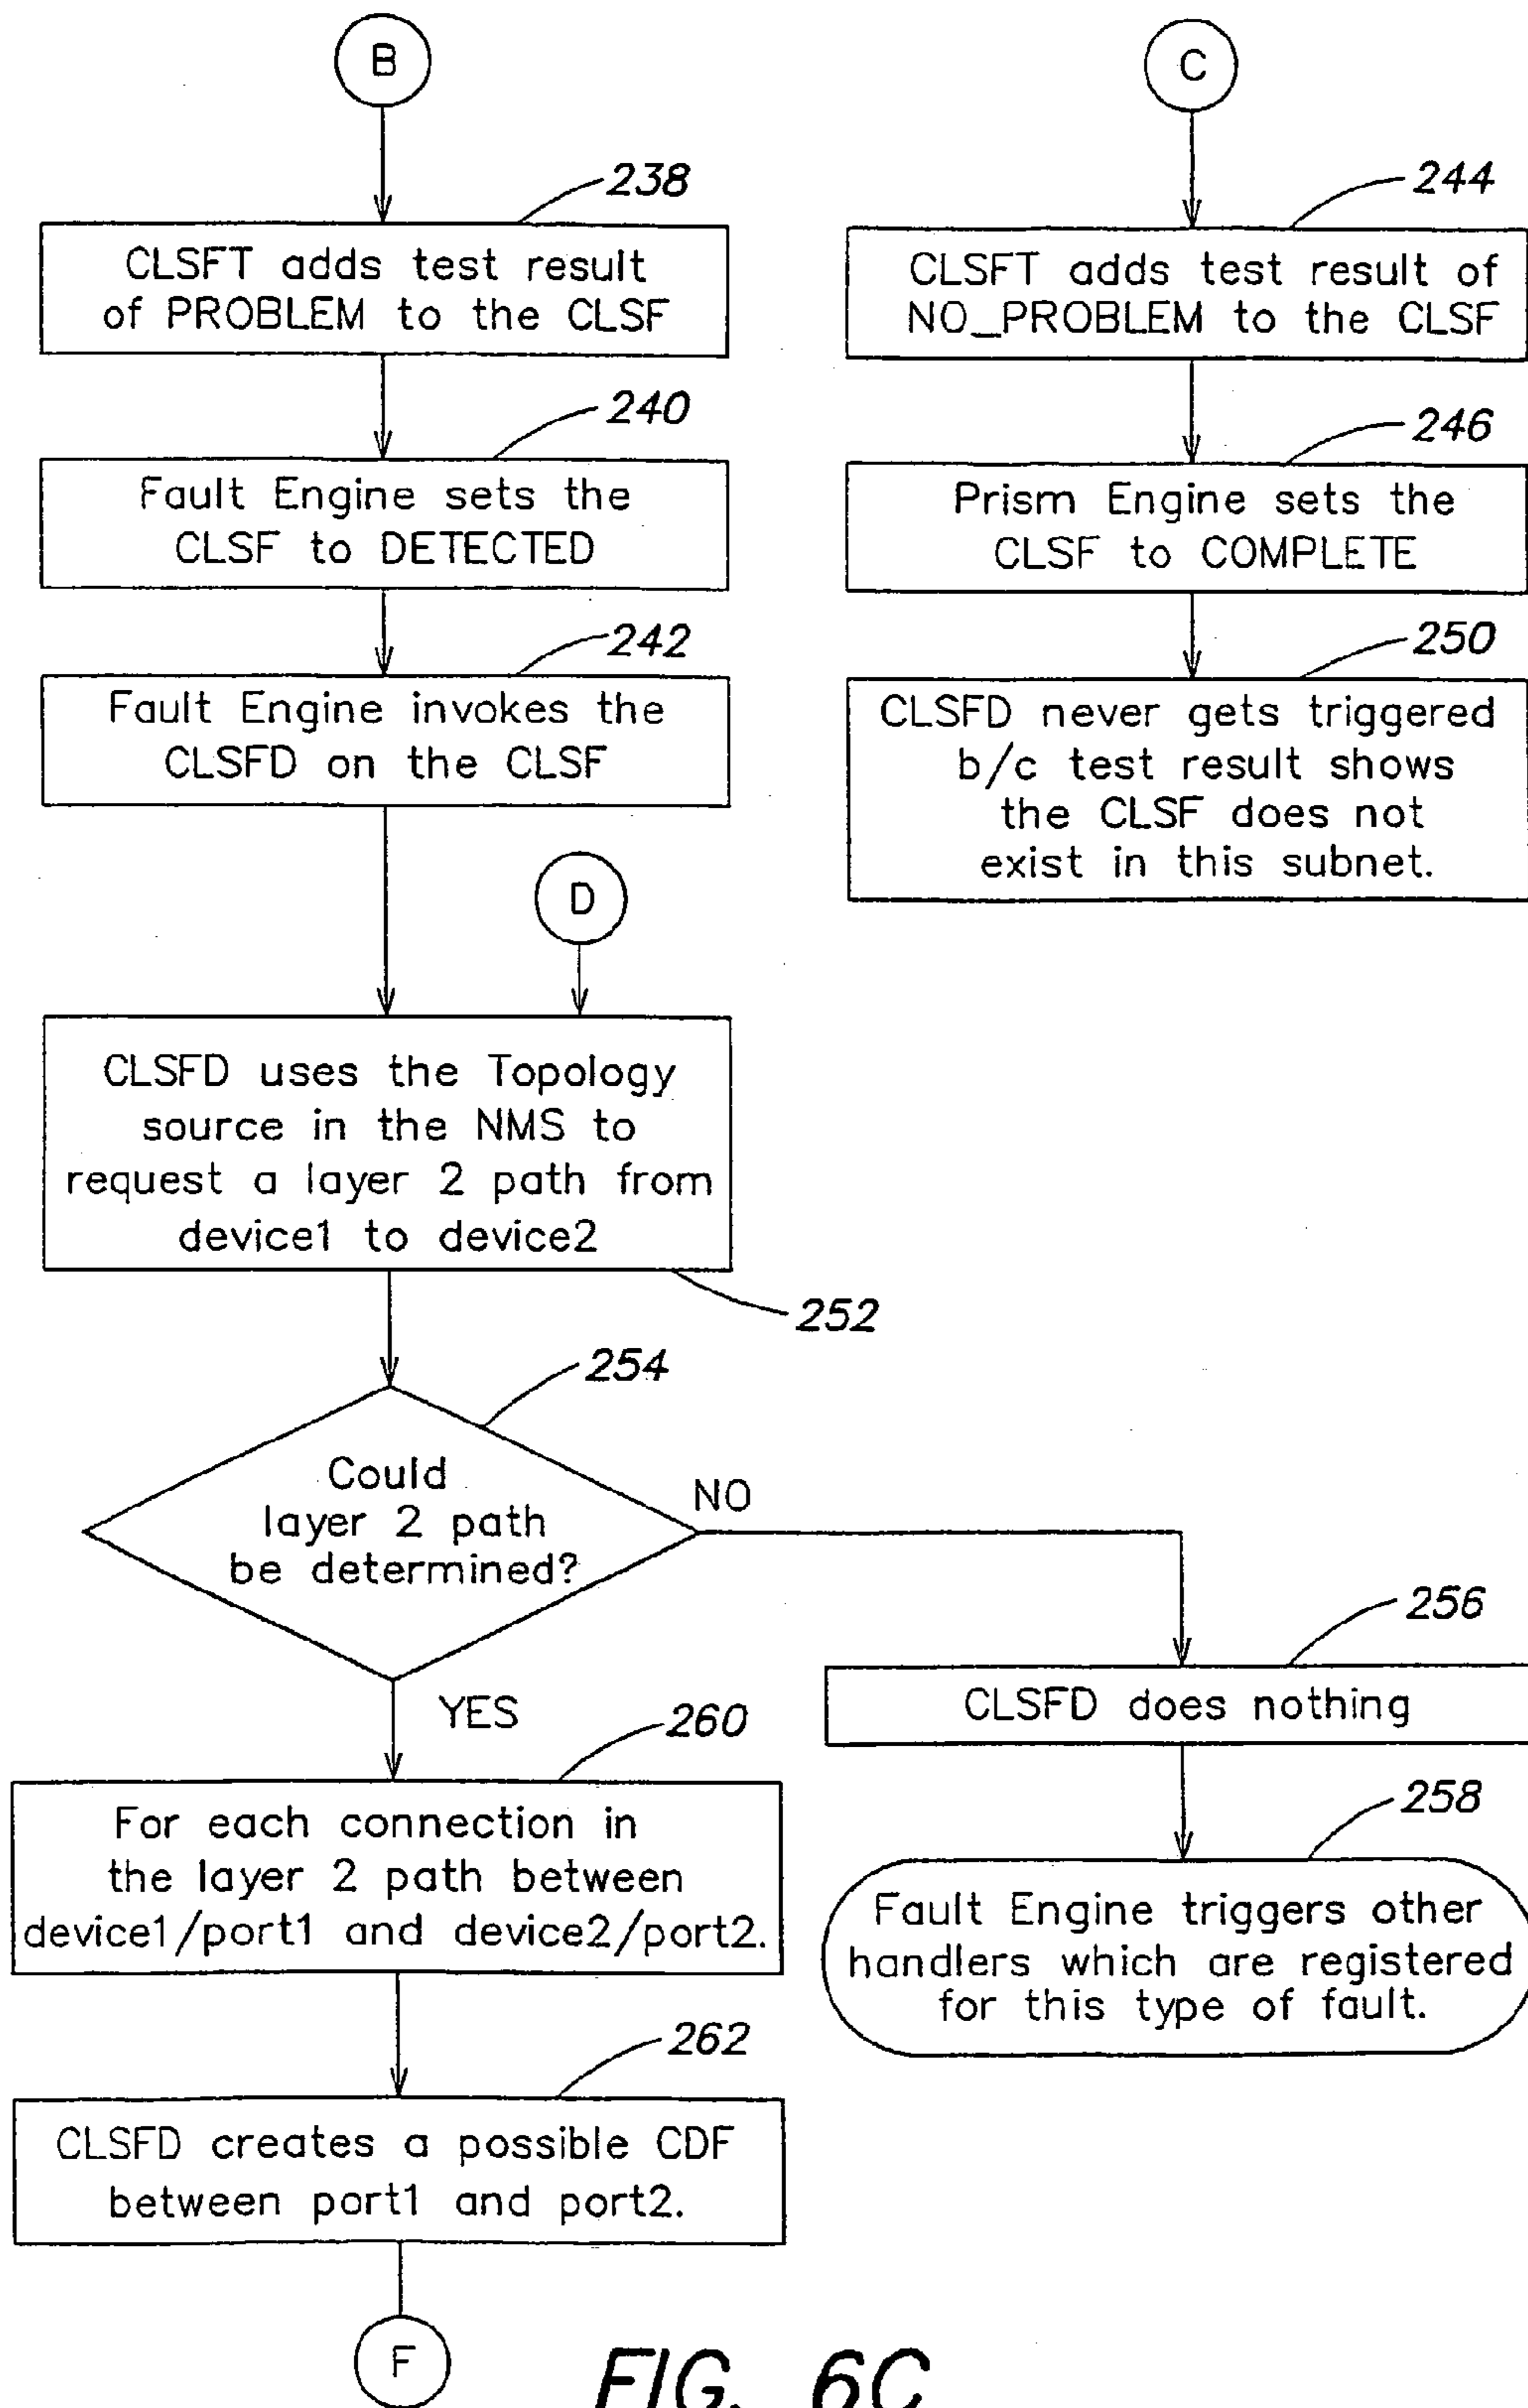 B
238
CLSFT adds test result
of PROBLEM to the CLSF
240
Fault Engine sets the
CLSF to DETECTED
242
Fault Engine invokes the
CLSFD on the CLSF
D
CLSFD uses the Topology
source in the NMS to
request a layer 2 path from
device1 to device2
252
254
Could
layer 2 path
be determined?
NO
YES
260
For each connection in
the layer 2 path between
device1/port1 and device2/port2.
262
CLSFD creates a possible CDF
between port1 and port2.
F
C
244
CLSFT adds test result of
NO_PROBLEM to the CLSF
246
Prism Engine sets the
CLSF to COMPLETE
250
CLSFD never gets triggered
b/c test result shows
the CLSF does not
exist in this subnet.
256
CLSFD does nothing
258
Fault Engine triggers other
handlers which are registered
for this type of fault.
FIG. 6C